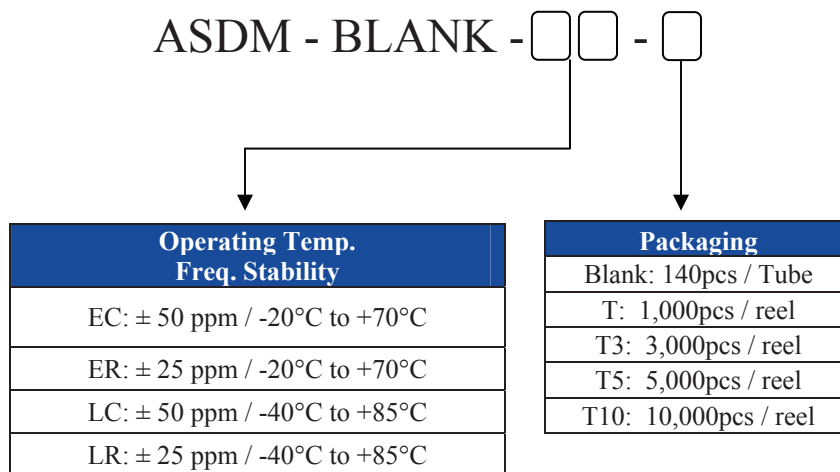 ASDM - BLANK - -
Operating Temp.
Freq. Stability
EC: ± 50 ppm / -20°C to +70°C
ER: ± 25 ppm / -20°C to +70°C
LC: ± 50 ppm / -40°C to +85°C
LR: ± 25 ppm / -40°C to +85°C
Packaging
Blank: 140pcs / Tube
T: 1,000pcs / reel
T3: 3,000pcs / reel
T5: 5,000pcs / reel
T10: 10,000pcs / reel